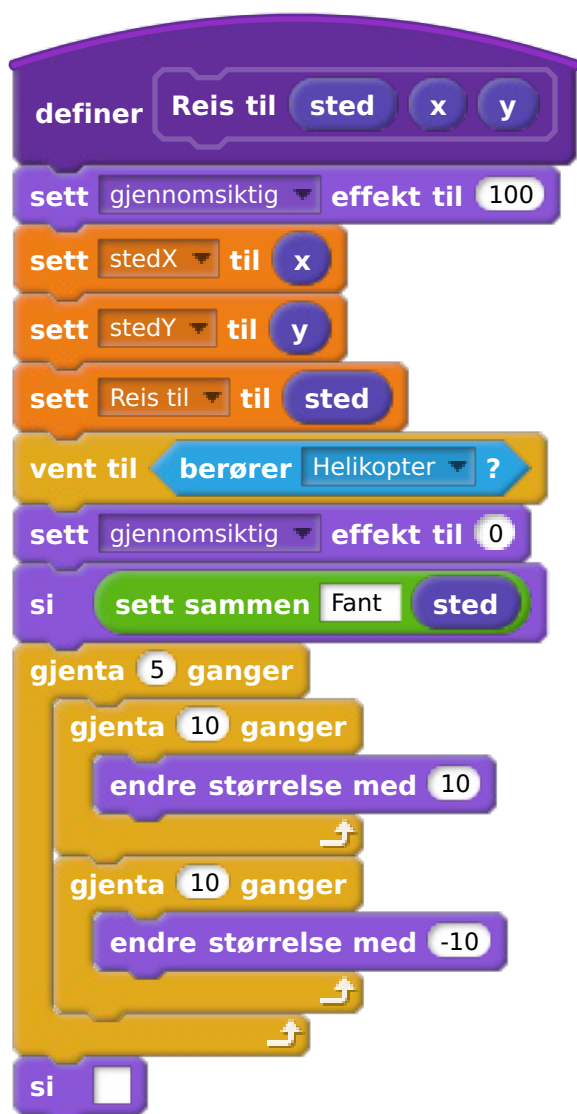 definer Reis til sted x y
sett gjennomsiktig effekt til 100
sett stedX til x
sett stedY til y
sett Reis til til sted
vent til berører Helikopter ?
sett gjennomsiktig effekt til 0
si sett sammen Fant sted
gjenta 5 ganger
gjenta 10 ganger
endre størrelse med 10
gjenta 10 ganger
endre størrelse med -10
si